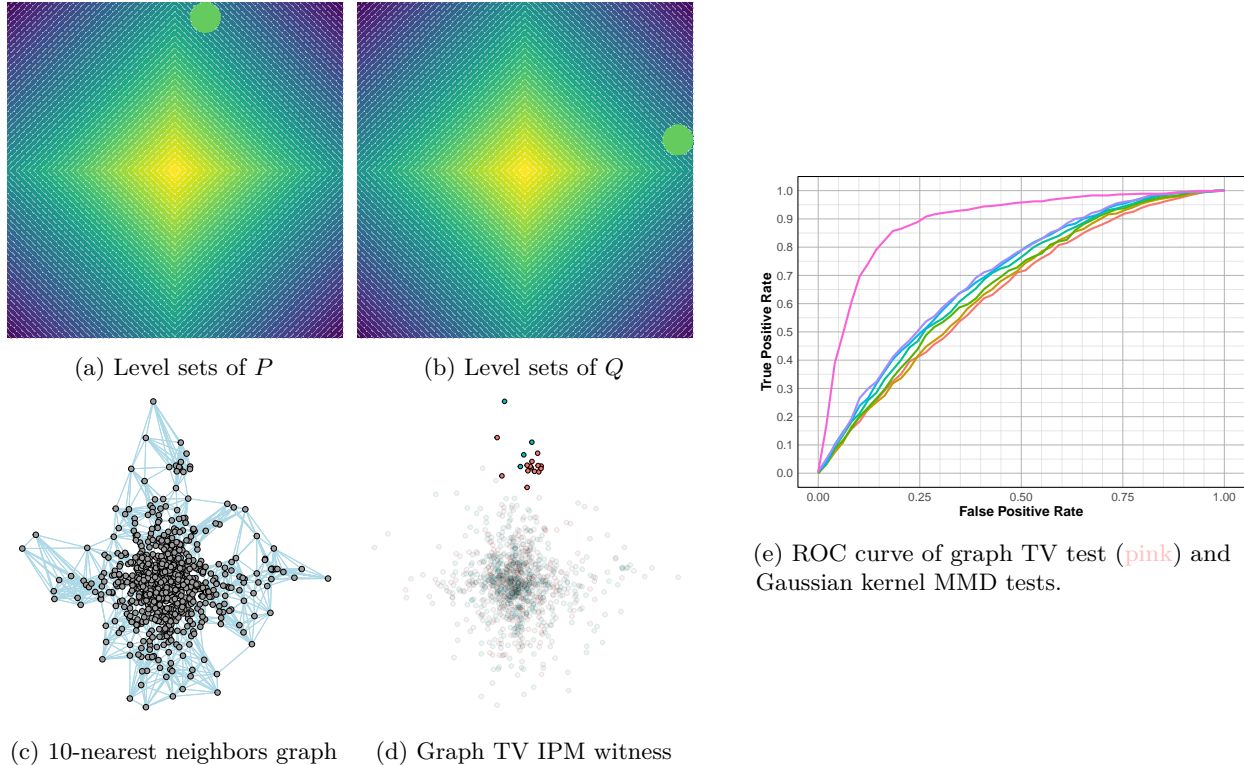 (a) Level sets of P
(b) Level sets of Q
(c) 10-nearest neighbors graph
(d) Graph TV IPM witness
True Positive Rate
1.0
0.9
0.8
0.7
0.6
0.5
0.4
0.3
0.2
0.1
0.0
0.00 0.25 0.50 0.75 1.00
False Positive Rate
(e) ROC curve of graph TV test (pink) and
Gaussian kernel MMD tests.